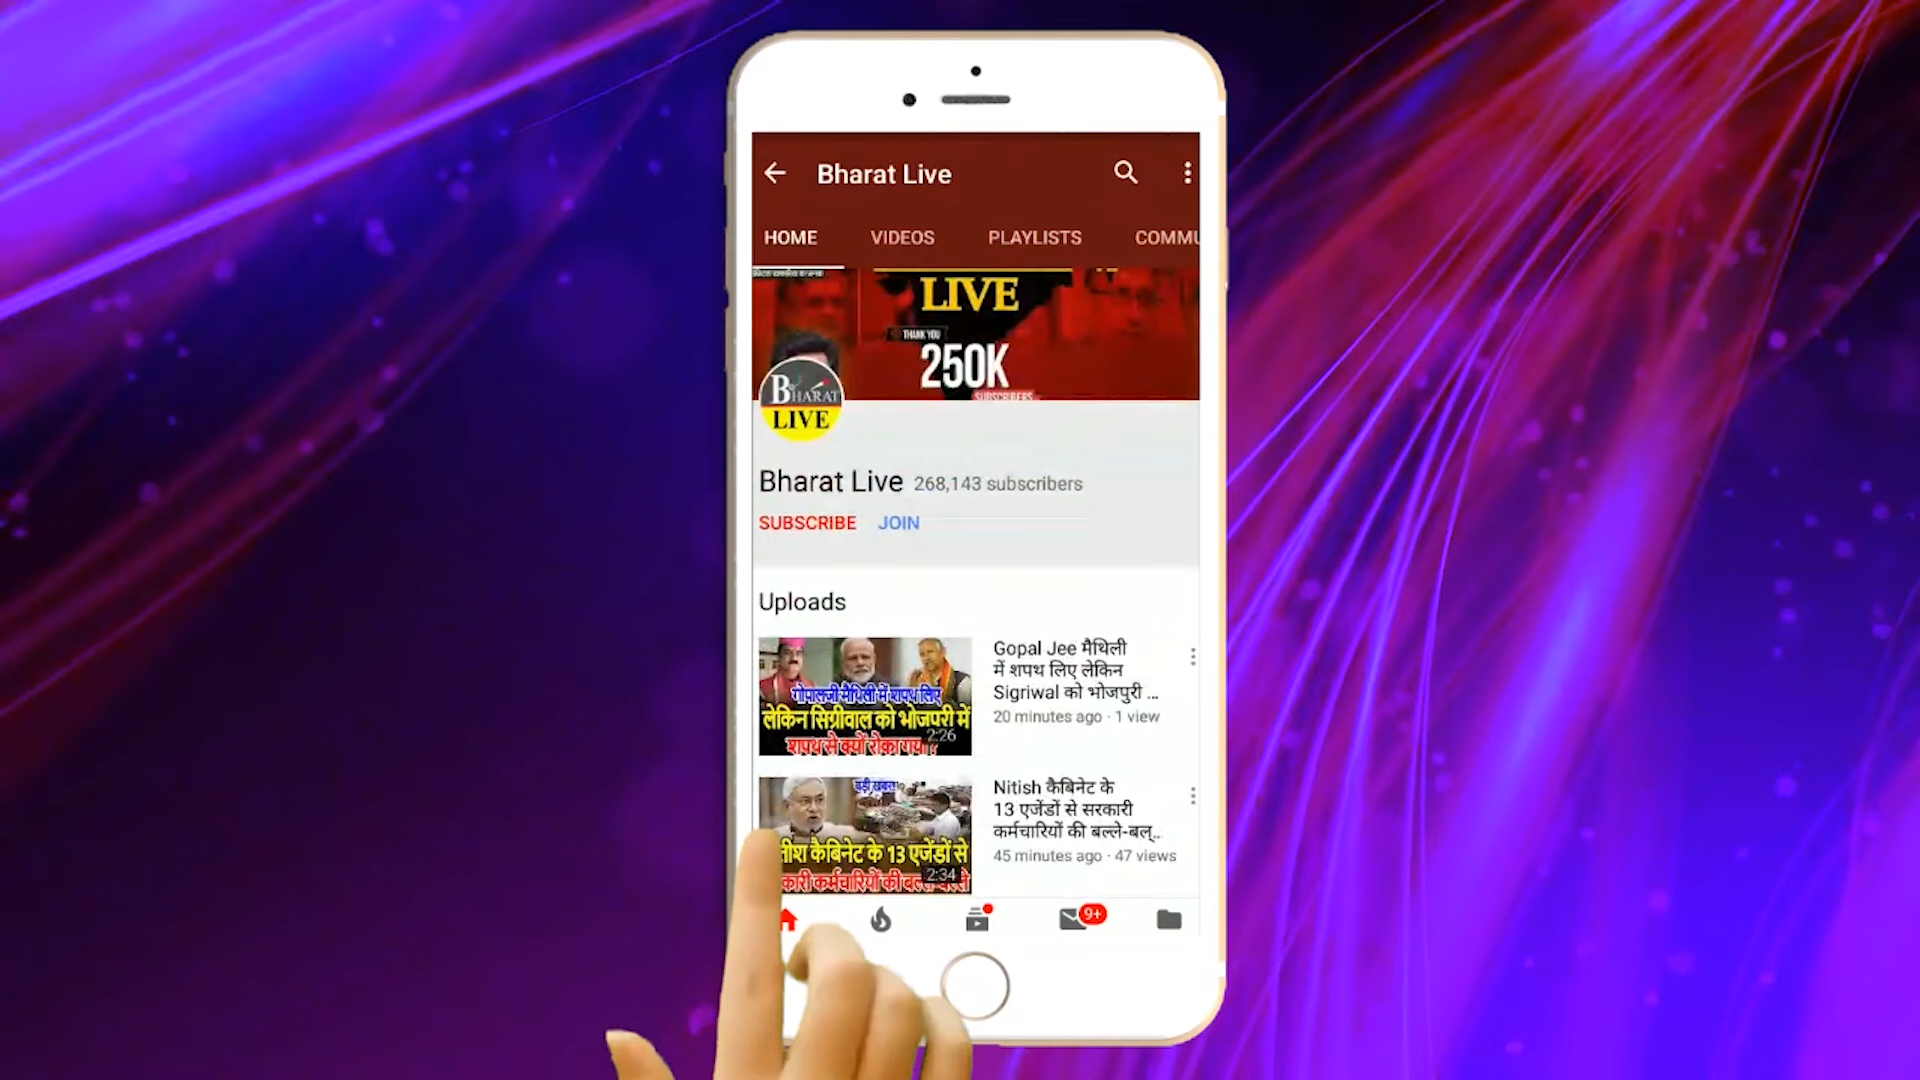 Bharat Live
HOME VIDEOS PLAYLISTS COMMU
LIVE
THANK YOU
250K
SUBSCRIBERS
BHARAT
LIVE
Bharat Live 268,143 subscribers
SUBSCRIBE JOIN
Uploads
गोपालजी मैथिली में शपथ लिए
लेकिन सिग्रीवाल को भोजपुरी में
शपथ से क्यों रोका गया?
2:26
Gopal Jee मैथिली
में शपथ लिए लेकिन
Sigriwal को भोजपुरी ...
20 minutes ago · 1 view
बड़ी खबर!
तीश कैबिनेट के 13 एजेंडों से
कारी कर्मचारियों की बल्ले-बल्ले
2:34
Nitish कैबिनेट के
13 एजेंडों से सरकारी
कर्मचारियों की बल्ले-बल्...
45 minutes ago · 47 views
9+